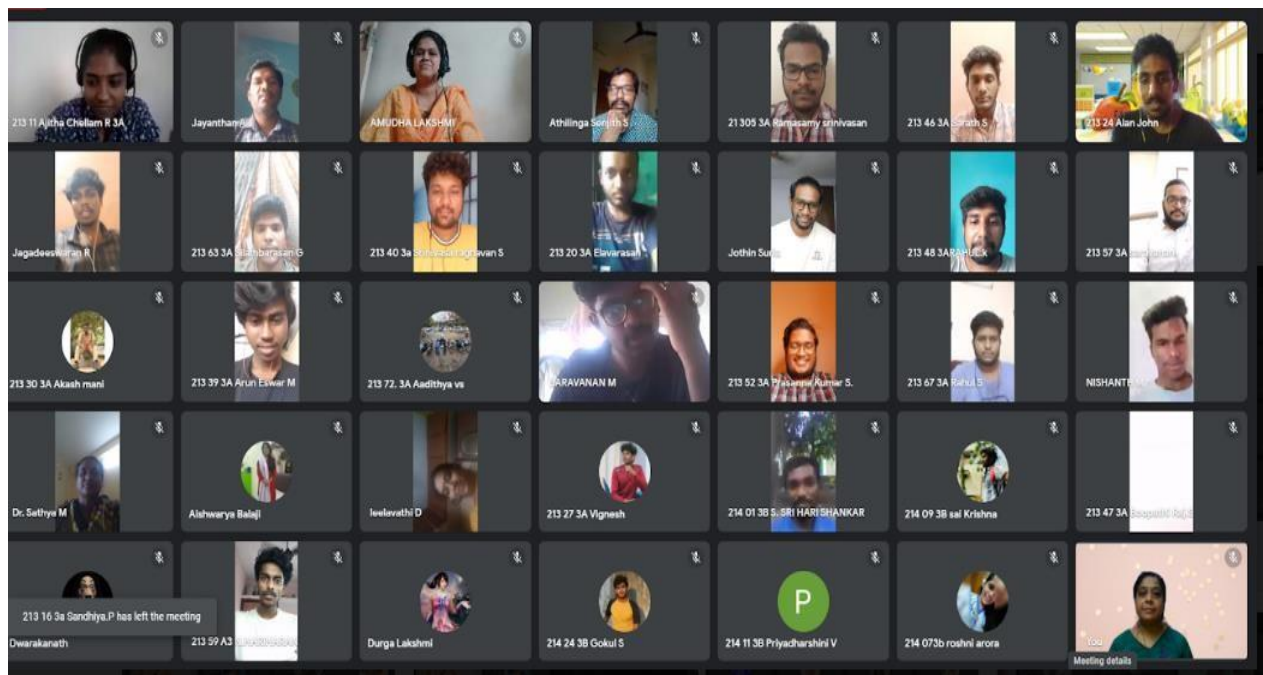 213 11 Ajitha Chellam R 3A
Jayantham
AMUDHA LAKSHMI
Athilinga Senjith S
21 305 3A Ramasamy srinivasan
213 46 3A Barath S
213 24 Alan John
Jagadeeswaran R
213 63 3A G
213 40 3a S
213 20 3A Elavarasan
Jothin
213 48 3A
213 57 3A
213 30 3A Akash mani
213 39 3A Arun Eswar M
213 72. 3A Aadithya vs
SARAVANAN M
213 52 3A Prasanna Kumar S.
213 67 3A Rahul S
Dr. Sathya M
Aishwarya Balaji
leelavathi D
213 27 3A Vignesh
214 01 3B S. SRI HARI SHANKAR
214 09 3B sai Krishna
213 47 3A
213 16 3a Sandhiya.P has left the meeting
Dwarakanath
213 59 A3
Durga Lakshmi
214 24 3B Gokul S
P
214 11 3B Priyadharshini V
214 073b roshni arora
You
Meeting details